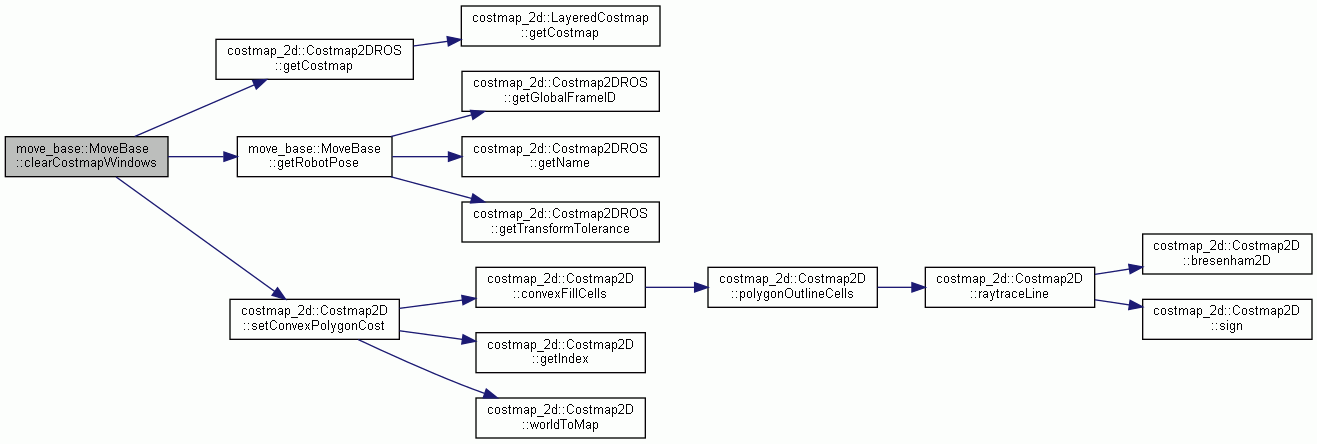 move_base::MoveBase
::clearCostmapWindows
costmap_2d::Costmap2DROS
::getCostmap
costmap_2d::LayeredCostmap
::getCostmap
move_base::MoveBase
::getRobotPose
costmap_2d::Costmap2DROS
::getGlobalFrameID
costmap_2d::Costmap2DROS
::getName
costmap_2d::Costmap2DROS
::getTransformTolerance
costmap_2d::Costmap2D
::setConvexPolygonCost
costmap_2d::Costmap2D
::convexFillCells
costmap_2d::Costmap2D
::polygonOutlineCells
costmap_2d::Costmap2D
::raytraceLine
costmap_2d::Costmap2D
::bresenham2D
costmap_2d::Costmap2D
::sign
costmap_2d::Costmap2D
::getIndex
costmap_2d::Costmap2D
::worldToMap